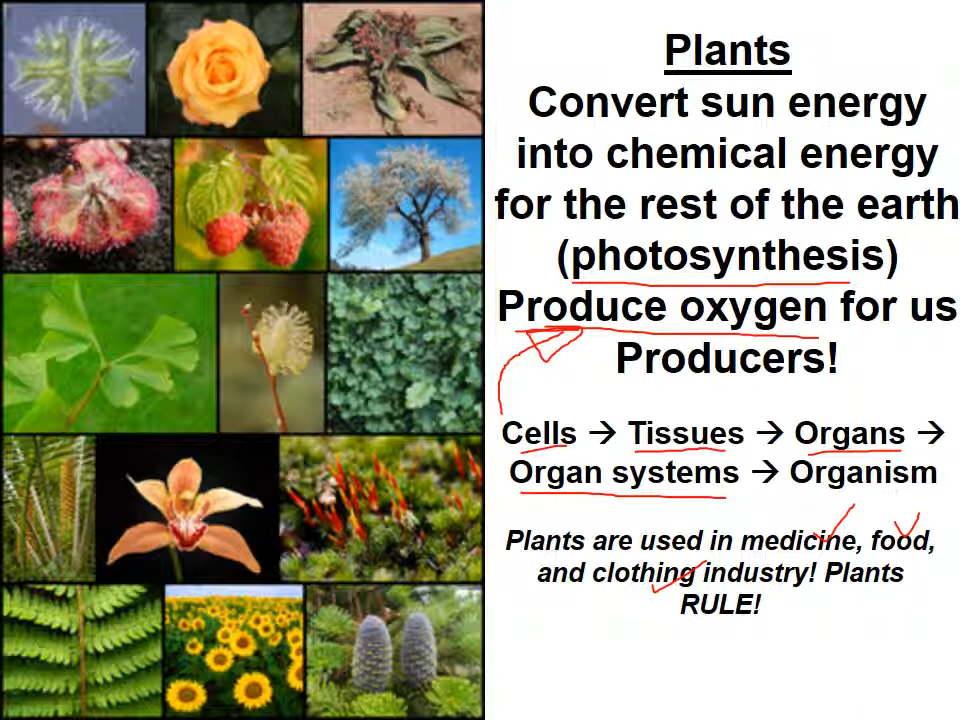 Plants
Convert sun energy
into chemical energy
for the rest of the earth
(photosynthesis)
Produce oxygen for us
Producers!
Cells → Tissues → Organs →
Organ systems → Organism
Plants are used in medicine, food,
and clothing industry! Plants
RULE!